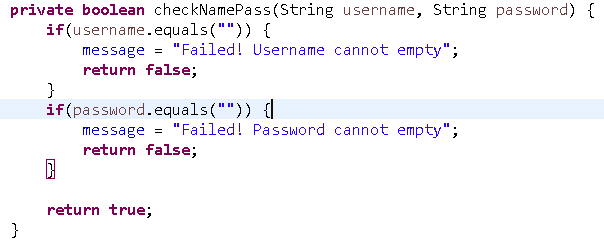 private boolean checkNamePass(String username, String password) {
    if(username.equals("")) {
        message = "Failed! Username cannot empty";
        return false;
    }
    if(password.equals("")) {
        message = "Failed! Password cannot empty";
        return false;
    }

    return true;
}